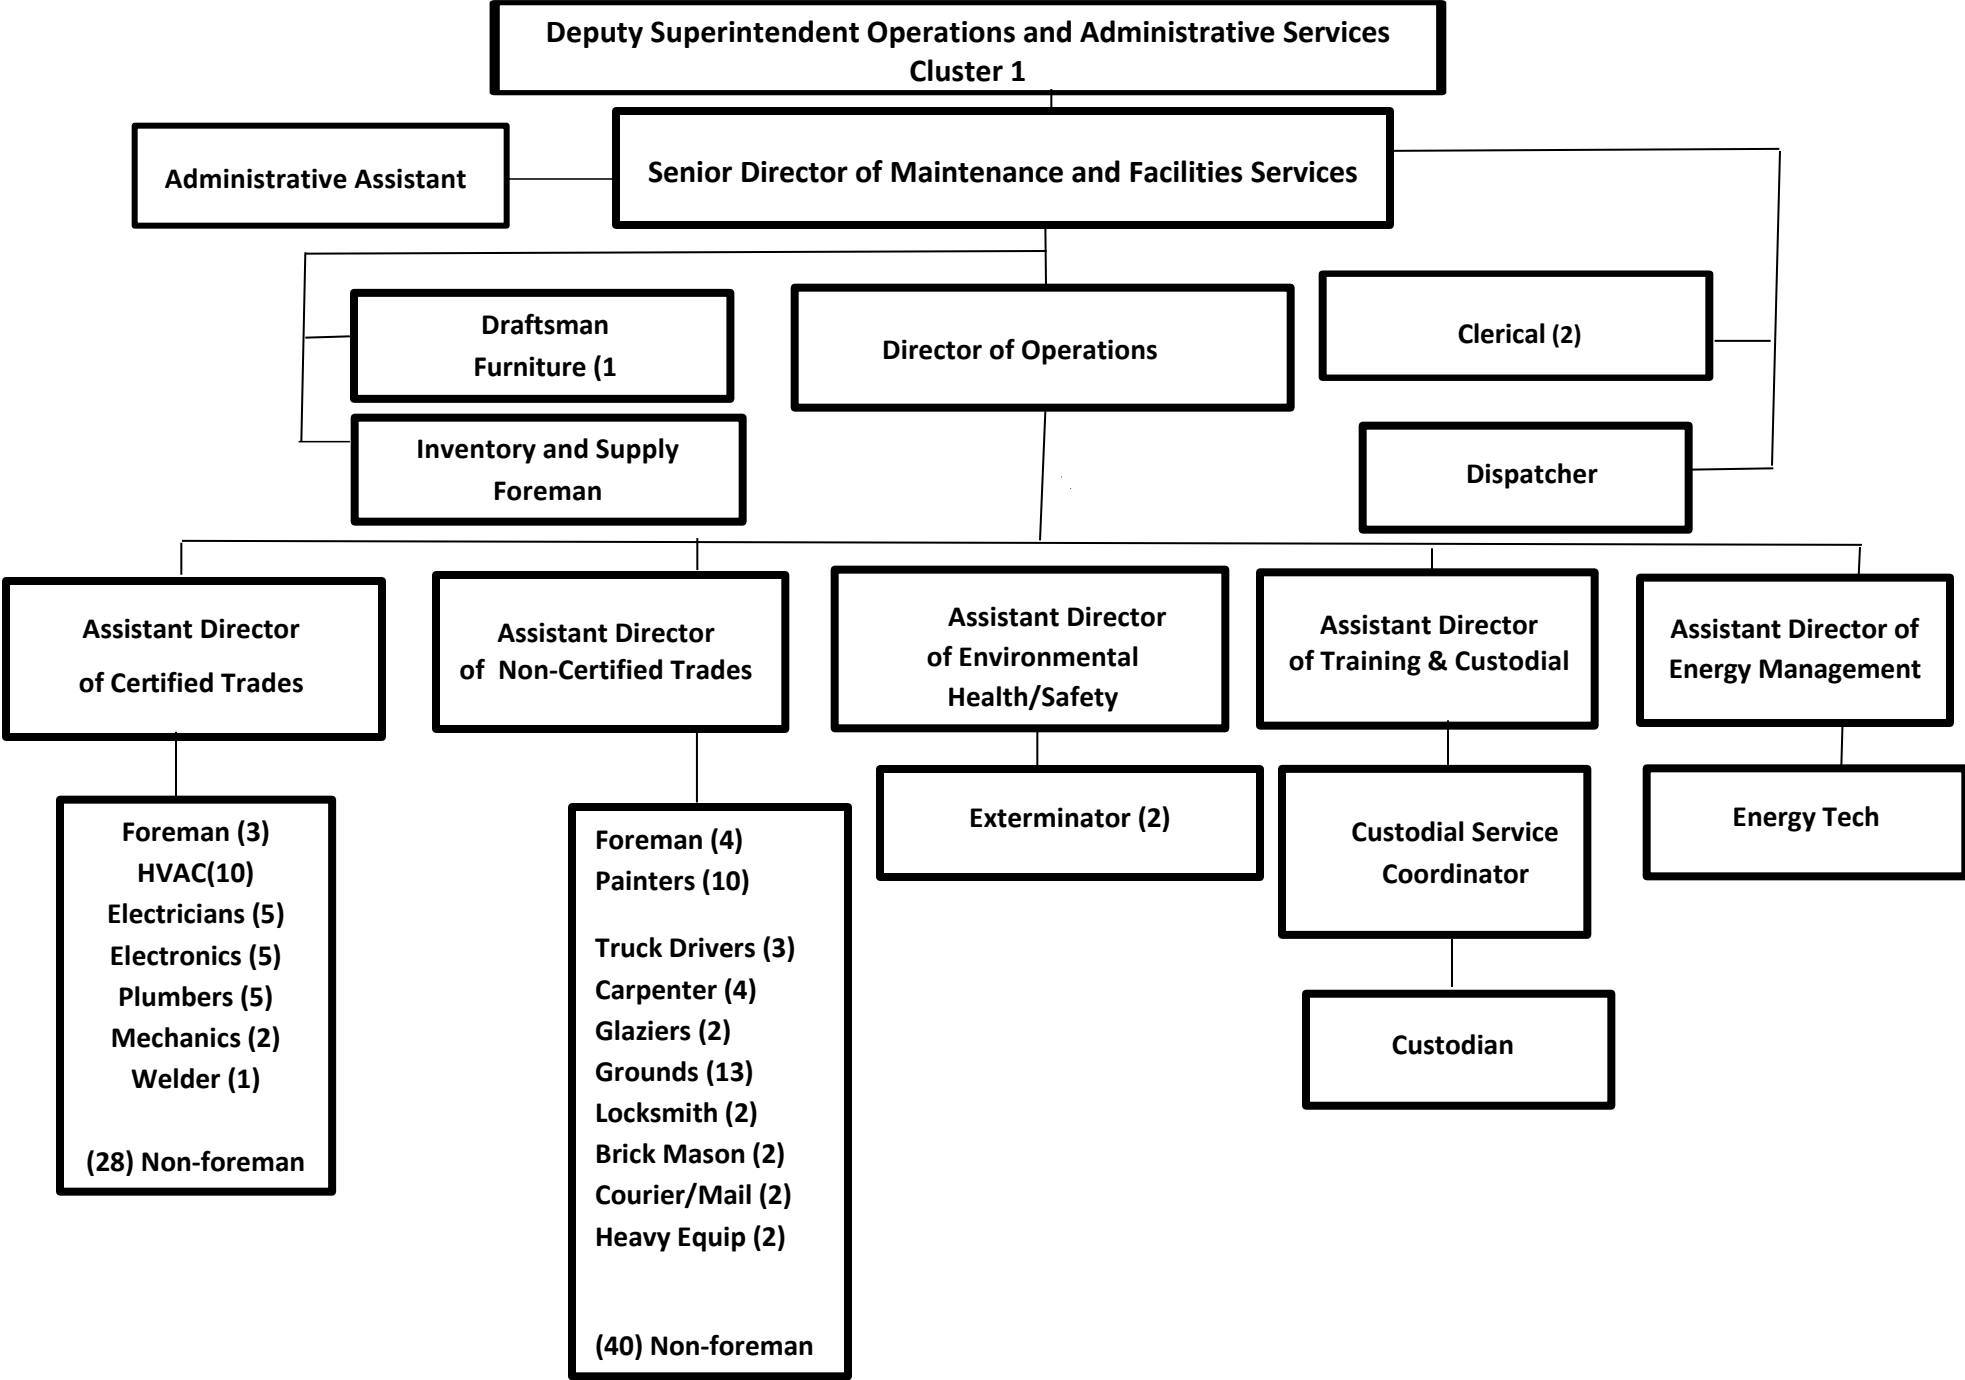 Deputy Superintendent Operations and Administrative Services
Cluster 1
Administrative Assistant
Senior Director of Maintenance and Facilities Services
Draftsman
Furniture (1
Director of Operations
Clerical (2)
Inventory and Supply
Foreman
Dispatcher
Assistant Director
of Certified Trades
Assistant Director
of Non-Certified Trades
Assistant Director
of Environmental
Health/Safety
Assistant Director
of Training & Custodial
Assistant Director of
Energy Management
Foreman (3)
HVAC(10)
Electricians (5)
Electronics (5)
Plumbers (5)
Mechanics (2)
Welder (1)
(28) Non-foreman
Foreman (4)
Painters (10)
Truck Drivers (3)
Carpenter (4)
Glaziers (2)
Grounds (13)
Locksmith (2)
Brick Mason (2)
Courier/Mail (2)
Heavy Equip (2)
(40) Non-foreman
Exterminator (2)
Custodial Service
Coordinator
Custodian
Energy Tech